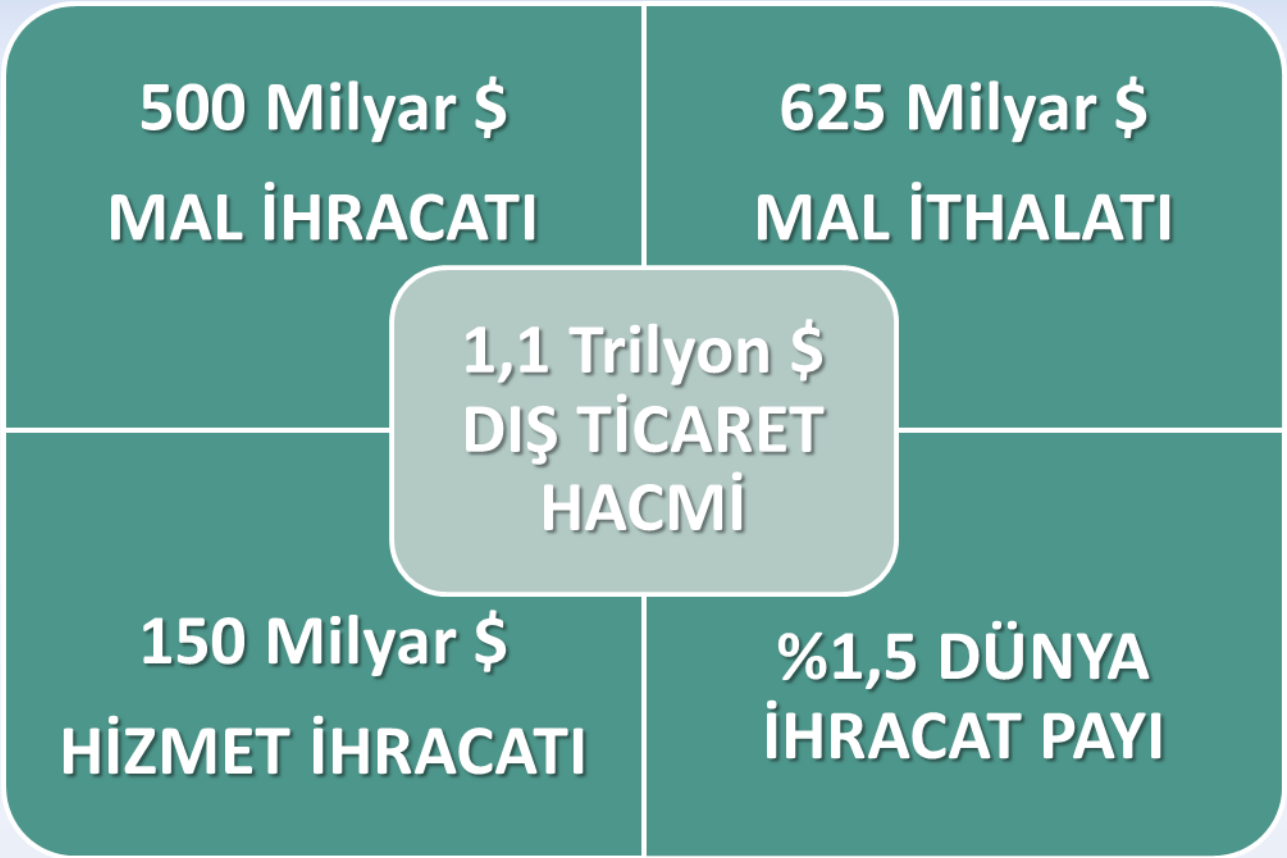 500 Milyar $
MAL İHRACATI
625 Milyar $
MAL İTHALATI
1,1 Trilyon $
DIŞ TİCARET
HACMİ
150 Milyar $
HİZMET İHRACATI
%1,5 DÜNYA
İHRACAT PAYI